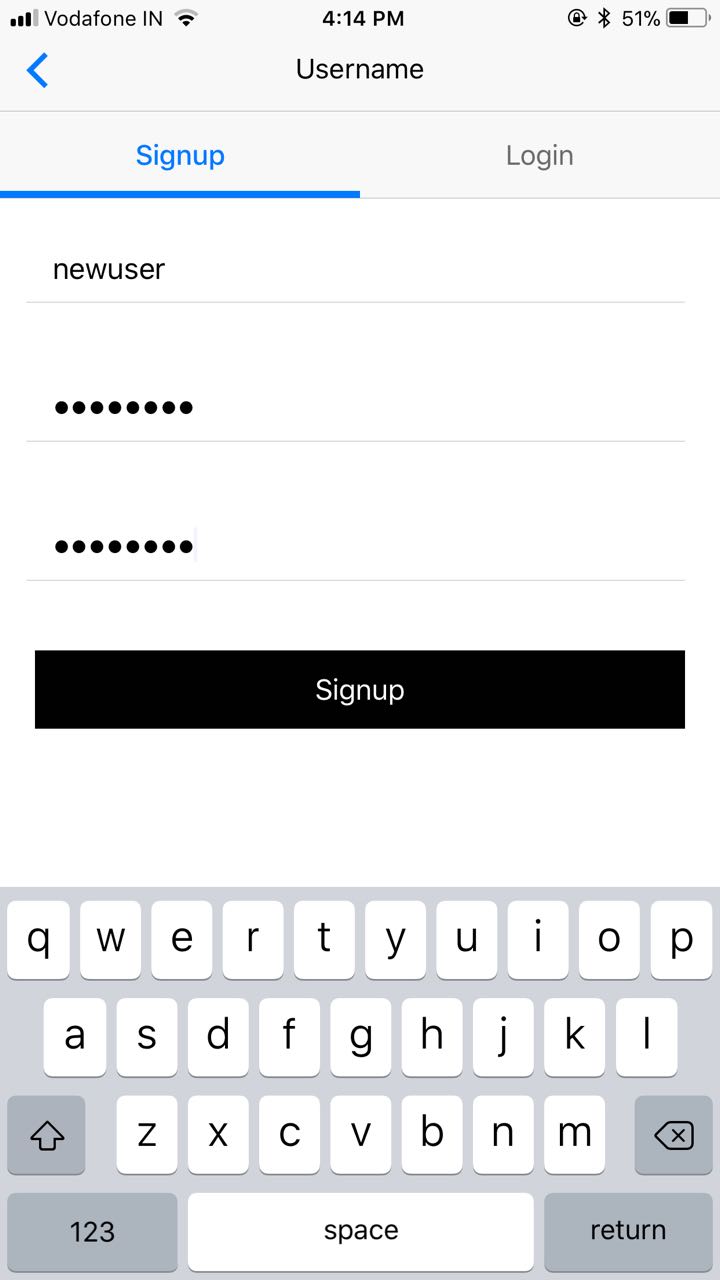 Vodafone IN 4:14 PM 51%
Username
Signup Login
newuser
••••••••
••••••••
Signup
q w e r t y u i o p
a s d f g h j k l
z x c v b n m
123 space return